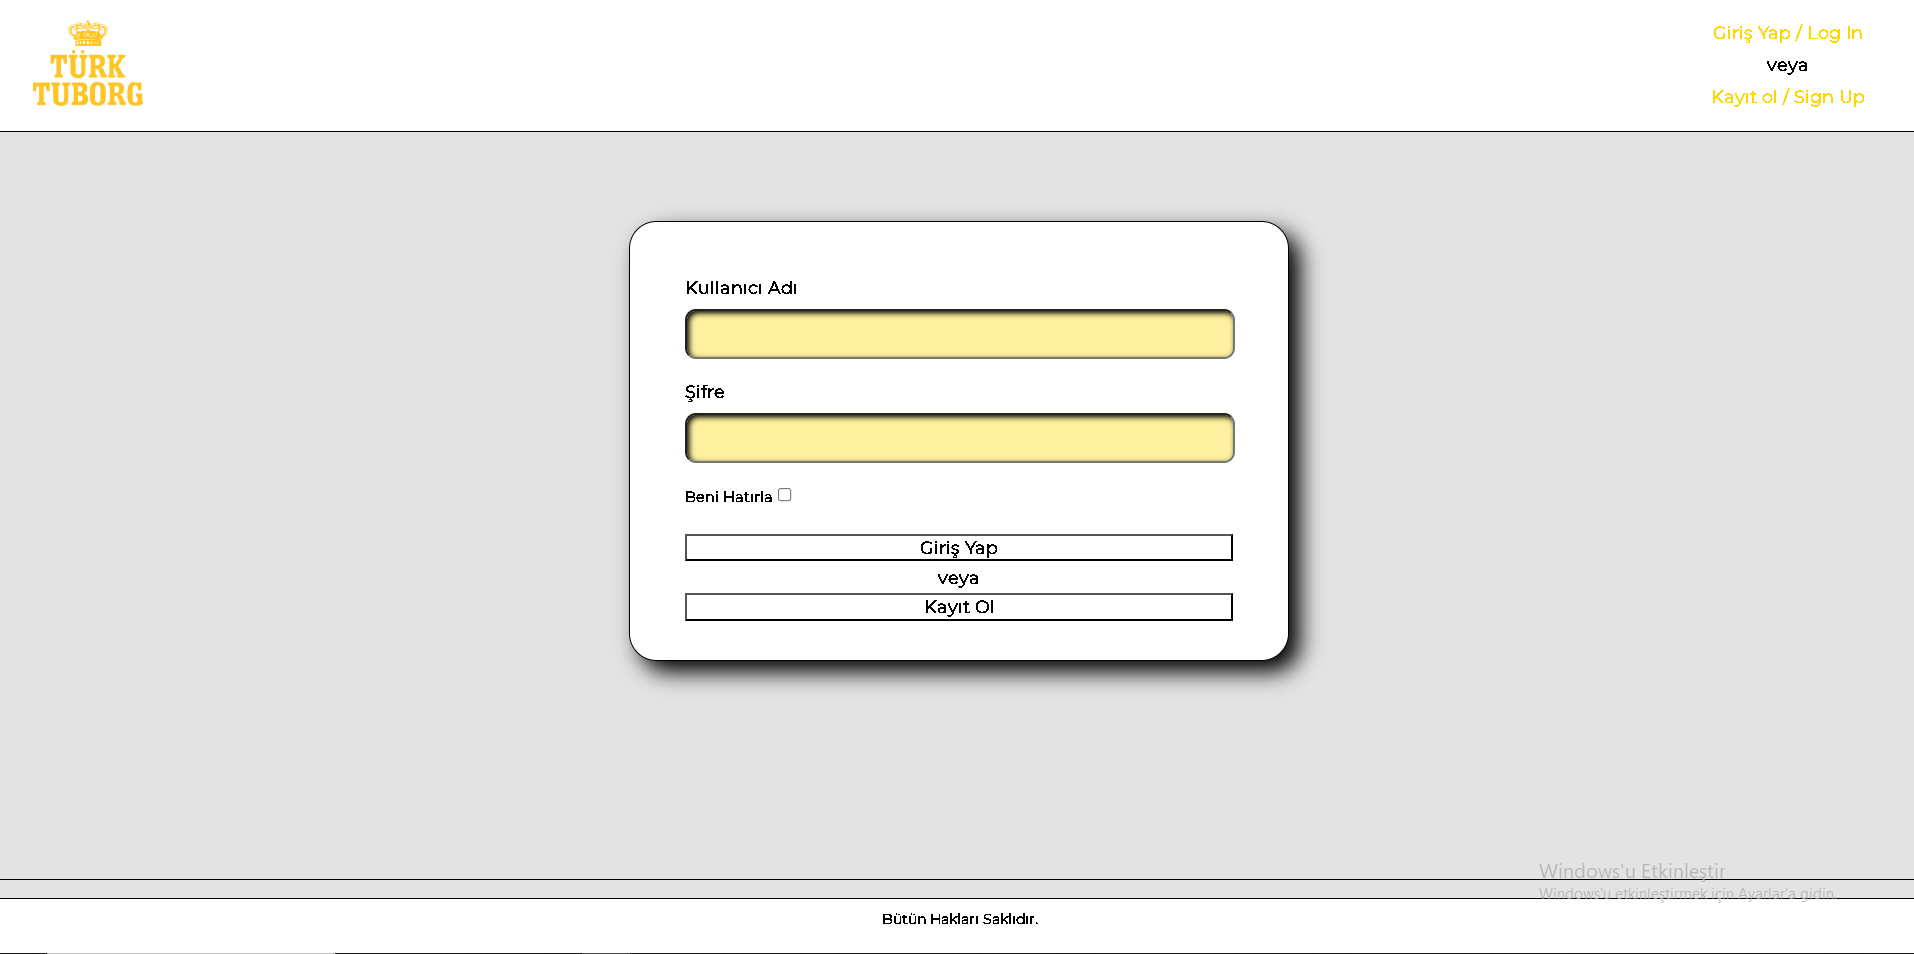 TÜRK
TUBORG
Giriş Yap / Log In
veya
Kayıt ol / Sign Up
Kullanıcı Adı
Şifre
Beni Hatırla
Giriş Yap
veya
Kayıt Ol
Windows'u Etkinleştir
Windows'u etkinleştirmek için Ayarlar'a gidin.
Bütün Hakları Saklıdır.